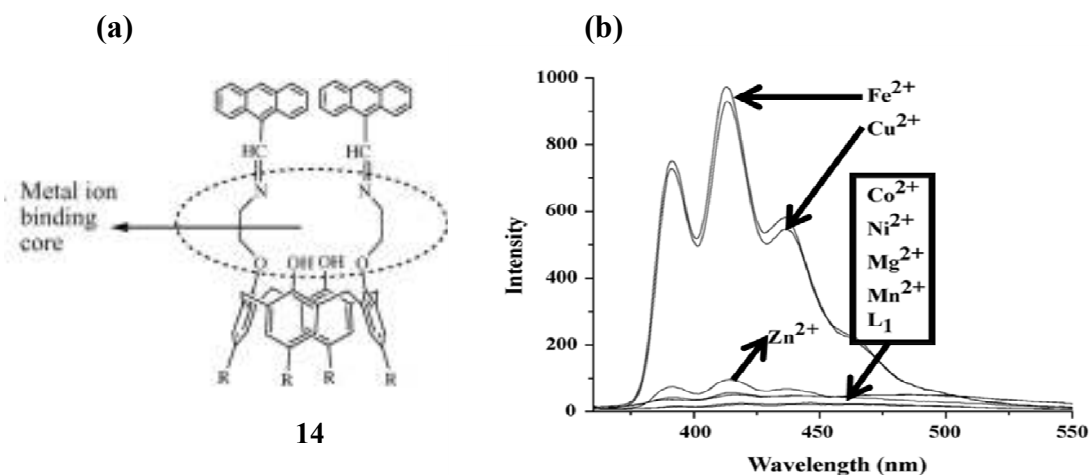 (a)
(b)
HC
HC
N
N
Metal ion
binding
core
O
OH
OH
O
R
R
R
R
14
Intensity
1000
800
600
400
200
0
Fe2+
Cu2+
Co2+
Ni2+
Mg2+
Mn2+
L1
Zn2+
400
450
500
550
Wavelength (nm)